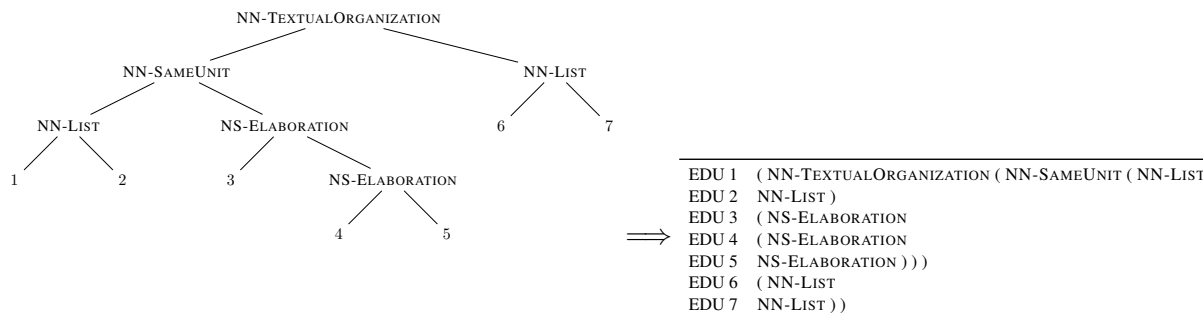 NN-TEXTUALORGANIZATION
NN-SAMEUNIT NN-LIST
NN-LIST NS-ELABORATION 6 7
1 2 3 NS-ELABORATION
4 5
⟹
EDU 1 ( NN-TEXTUALORGANIZATION ( NN-SAMEUNIT ( NN-LIST
EDU 2 NN-LIST )
EDU 3 ( NS-ELABORATION
EDU 4 ( NS-ELABORATION
EDU 5 NS-ELABORATION ) ) )
EDU 6 ( NN-LIST
EDU 7 NN-LIST ) )